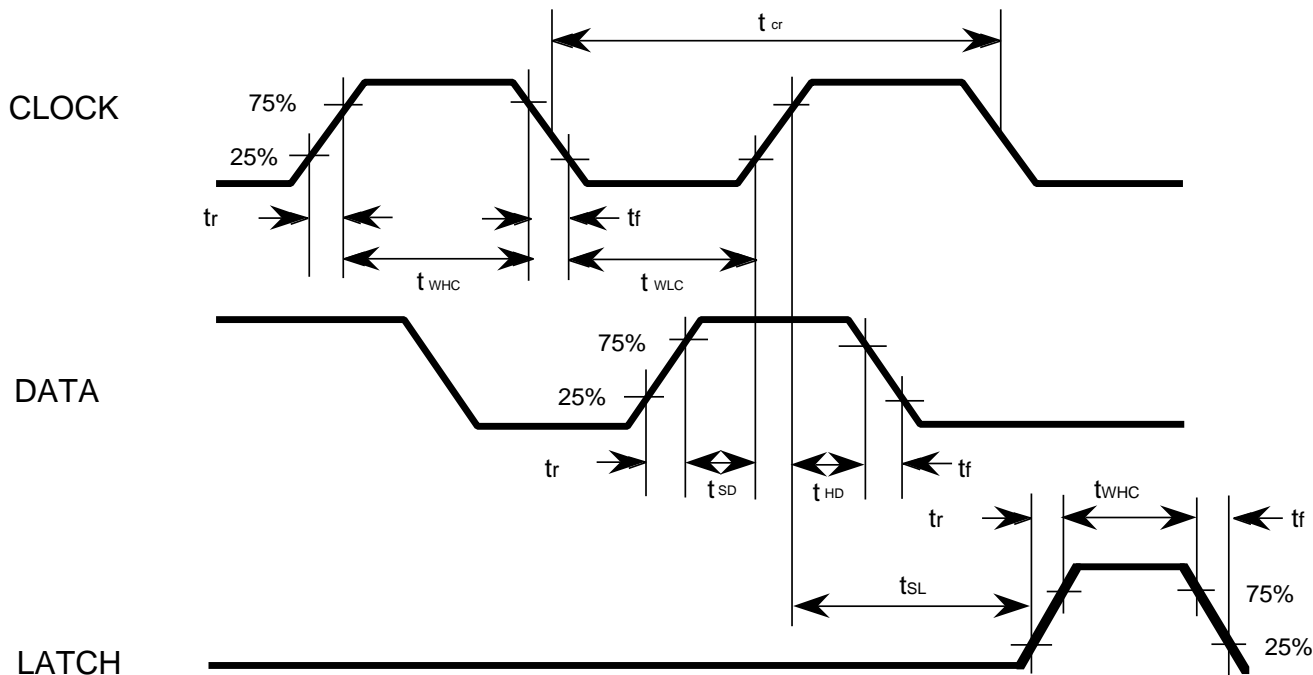 t cr
CLOCK
75%
25%
tr
tf
t WHC
t WLC
75%
DATA
25%
tr
t SD
t HD
tf
tWHC
tr
tf
tSL
75%
25%
LATCH